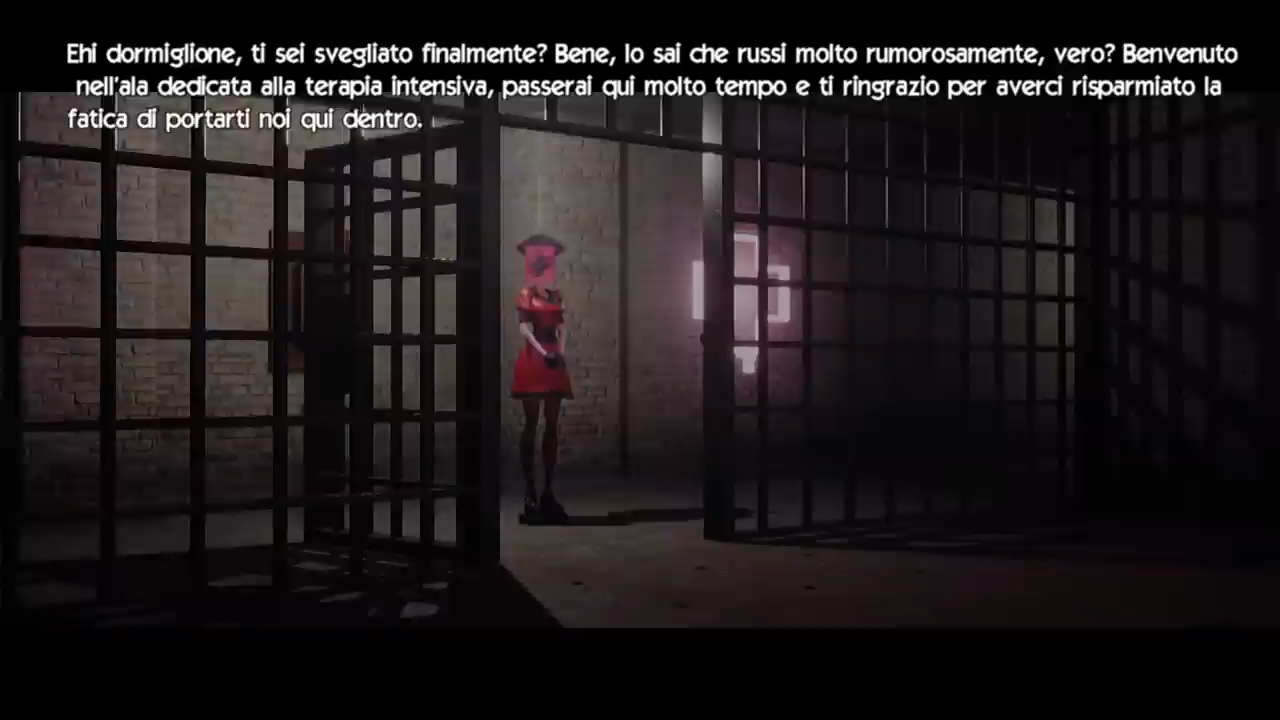 Ehi dormiglione, ti sei svegliato finalmente? Bene, lo sai che russi molto rumorosamente, vero? Benvenuto
nell'ala dedicata alla terapia intensiva, passerai qui molto tempo e ti ringrazio per averci risparmiato la
fatica di portarti noi qui dentro.